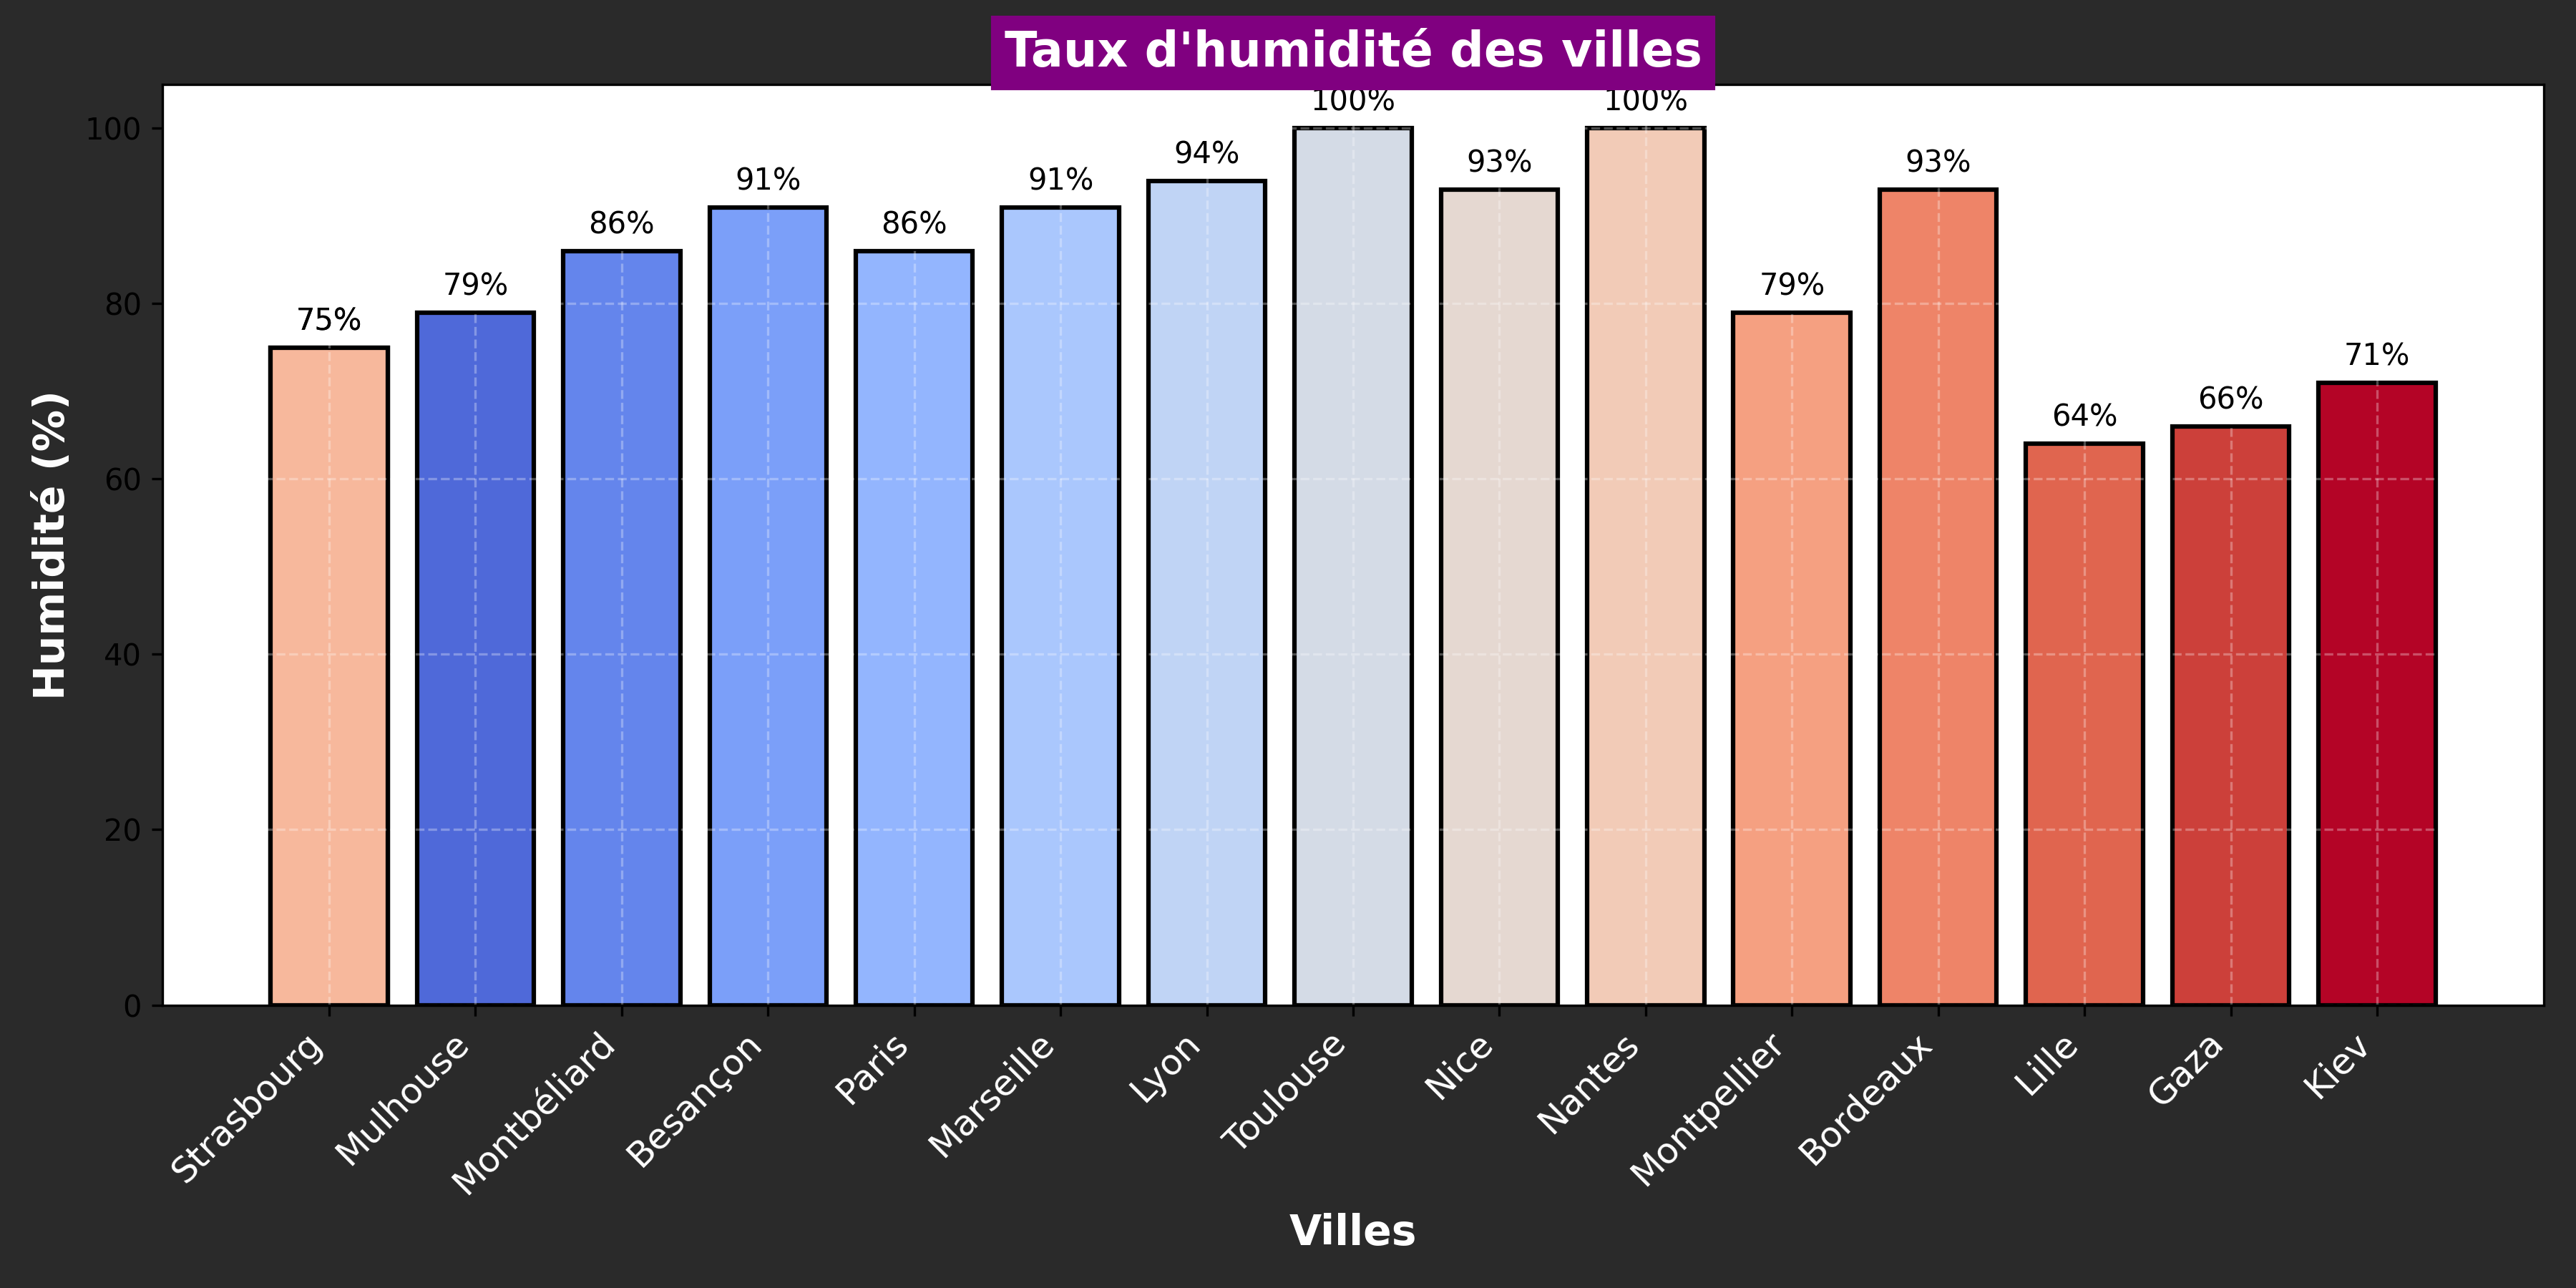 Taux d'humidité des villes
100% 100%
94%
93% 93%
91% 91%
86% 86%
79% 79%
75%
71%
66%
64%
Humidité (%)
100
80
60
40
20
0
Strasbourg
Mulhouse
Montbéliard
Besançon
Paris
Marseille
Lyon
Toulouse
Nice
Nantes
Montpellier
Bordeaux
Lille
Gaza
Kiev
Villes